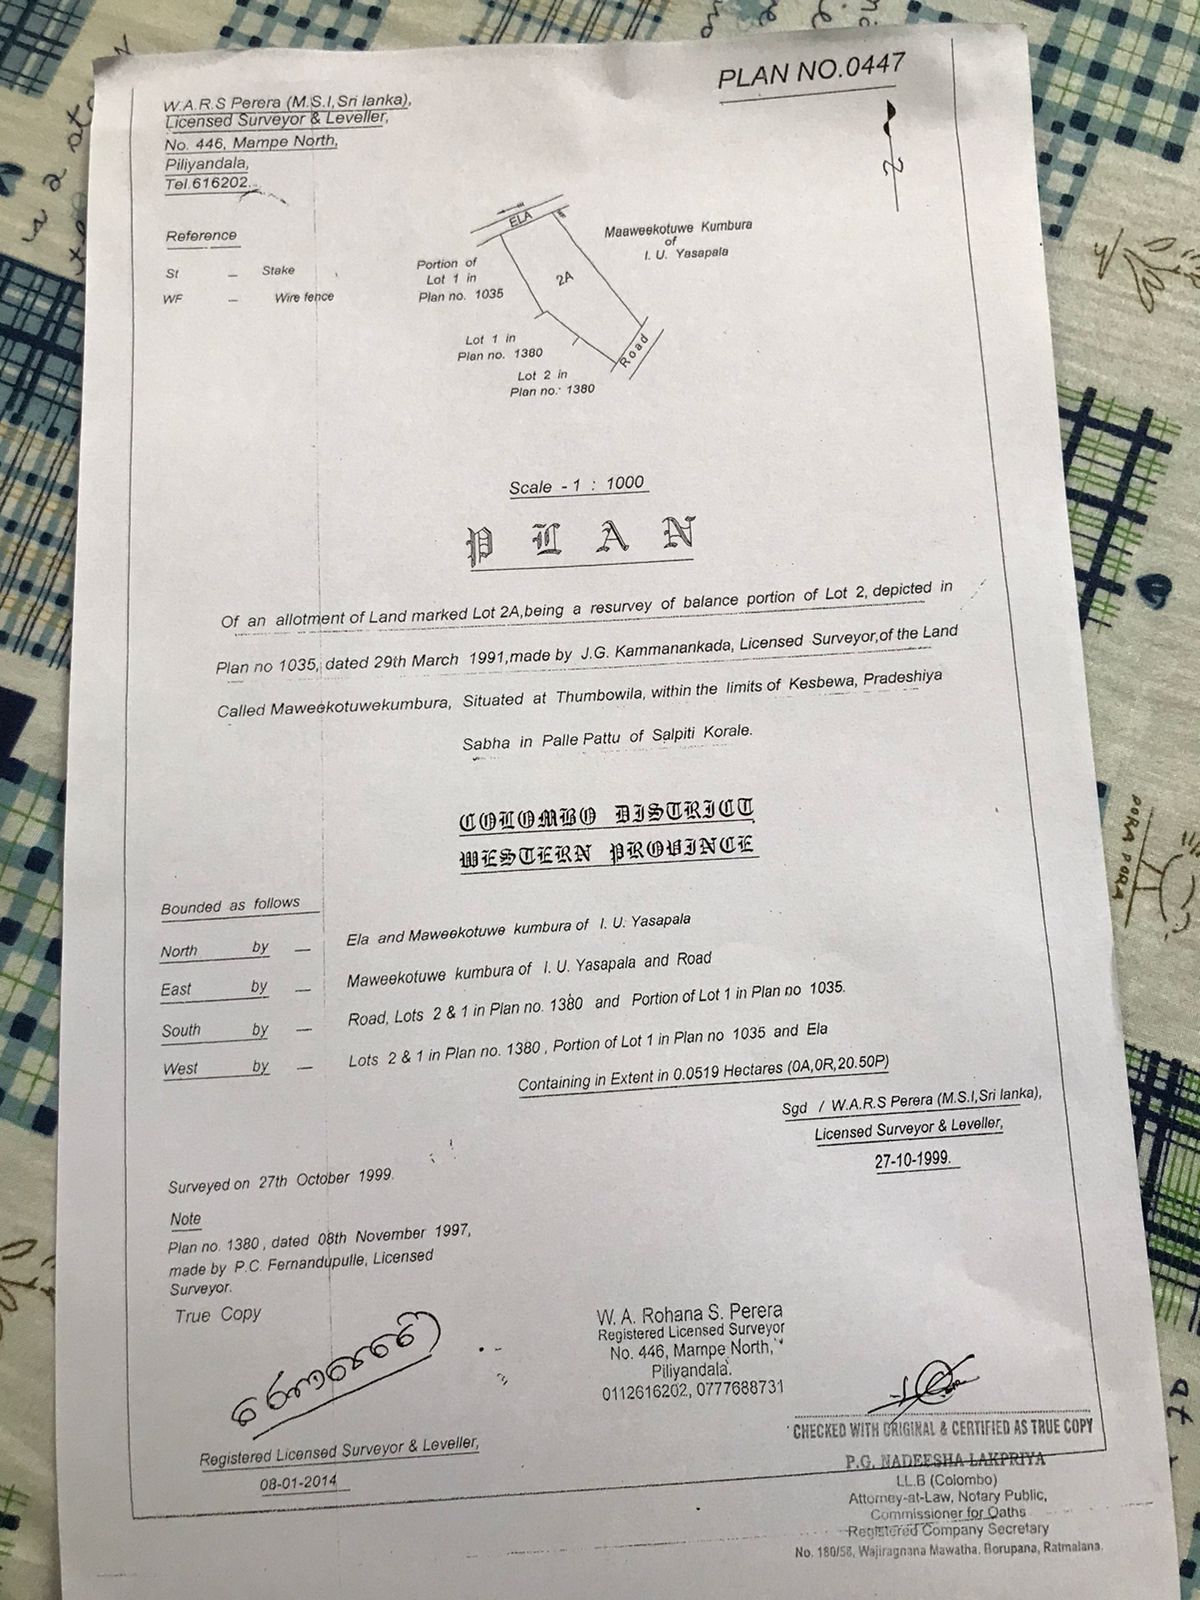 PLAN NO.0447
W.A.R.S Perera (M.S.I,Sri lanka),
Licensed Surveyor & Leveller,
No. 446, Mampe North,
Piliyandala,
Tel.616202.
Reference
St – Stake
WF – Wire fence
ELA
2A
Road
Maaweekotuwe Kumbura
of
I. U. Yasapala
Portion of
Lot 1 in
Plan no. 1035
Lot 1 in
Plan no. 1380
Lot 2 in
Plan no. 1380
Scale - 1 : 1000
PLAN
Of an allotment of Land marked Lot 2A,being a resurvey of balance portion of Lot 2, depicted in
Plan no 1035, dated 29th March 1991,made by J.G. Kammanankada, Licensed Surveyor,of the Land
Called Maweekotuwekumbura, Situated at Thumbowila, within the limits of Kesbewa, Pradeshiya
Sabha in Palle Pattu of Salpiti Korale.
COLOMBO DISTRICT
WESTERN PROVINCE
Bounded as follows
North by — Ela and Maweekotuwe kumbura of I. U. Yasapala
East by — Maweekotuwe kumbura of I. U. Yasapala and Road
South by — Road, Lots 2 & 1 in Plan no. 1380 and Portion of Lot 1 in Plan no 1035.
West by — Lots 2 & 1 in Plan no. 1380 , Portion of Lot 1 in Plan no 1035 and Ela
Containing in Extent in 0.0519 Hectares (0A,0R,20.50P)
Sgd / W.A.R.S Perera (M.S.I,Sri lanka),
Licensed Surveyor & Leveller,
27-10-1999.
Surveyed on 27th October 1999.
Note
Plan no. 1380 , dated 08th November 1997,
made by P.C. Fernandupulle, Licensed
Surveyor.
True Copy
Registered Licensed Surveyor & Leveller,
08-01-2014
W. A. Rohana S. Perera
Registered Licensed Surveyor
No. 446, Mampe North,
Piliyandala.
0112616202, 0777688731
CHECKED WITH ORIGINAL & CERTIFIED AS TRUE COPY
P.G. NADEESHA LAKPRIYA
LL.B (Colombo)
Attorney-at-Law, Notary Public,
Commissioner for Oaths
Registered Company Secretary
No. 180/58, Wajiragnana Mawatha, Borupana, Ratmalana.
PORA PORA